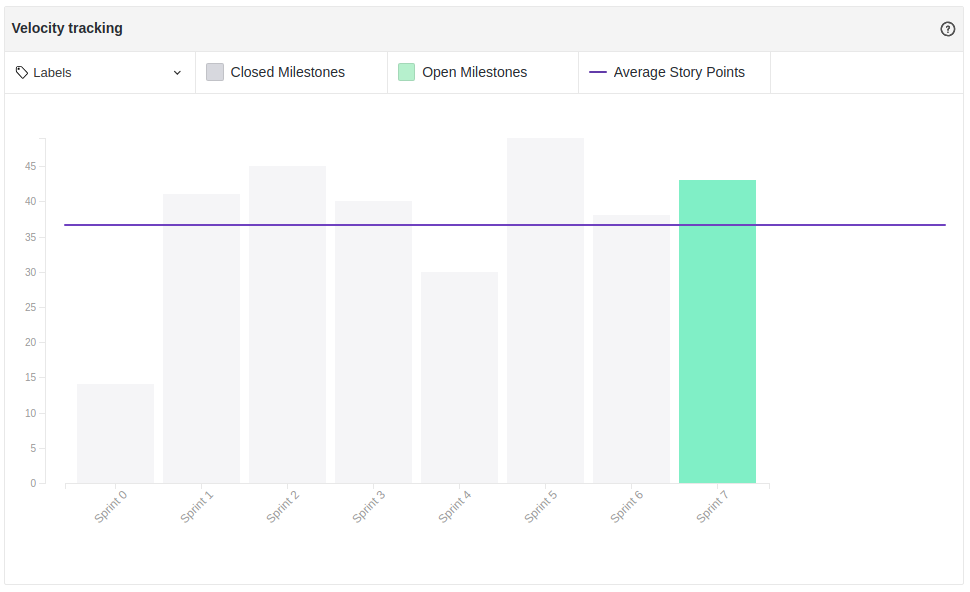 Velocity tracking
Labels
Closed Milestones
Open Milestones
Average Story Points
45
40
35
30
25
20
15
10
5
0
Sprint 0
Sprint 1
Sprint 2
Sprint 3
Sprint 4
Sprint 5
Sprint 6
Sprint 7